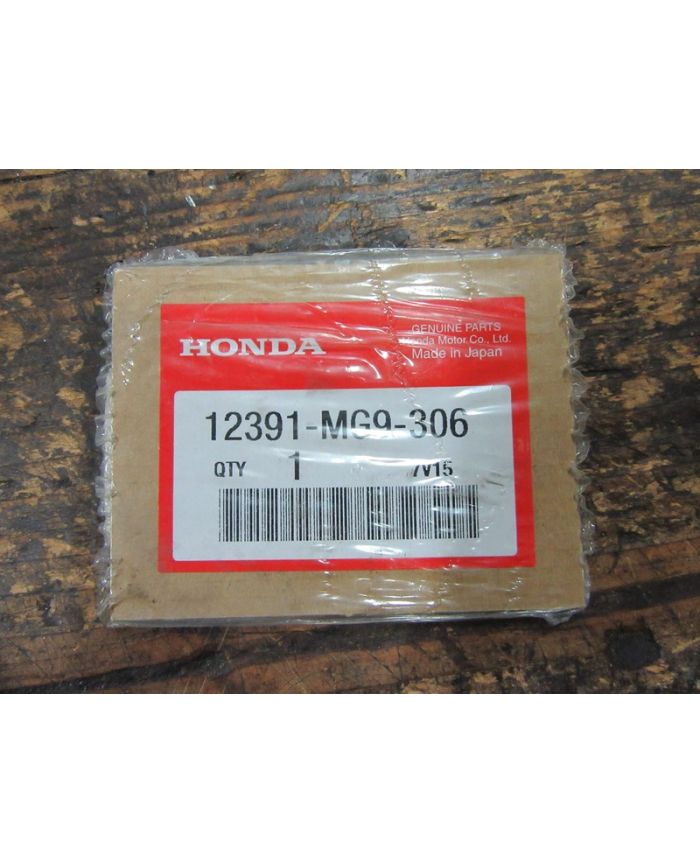 HONDA
GENUINE PARTS
Honda Motor Co., Ltd.
Made in Japan
12391-MG9-306
QTY 1 7V15